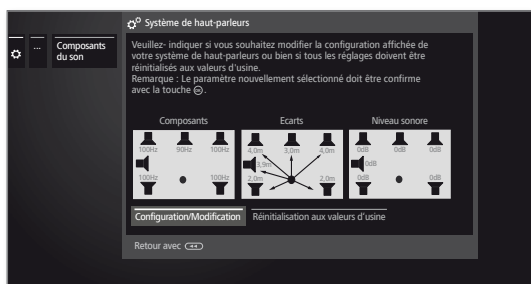 Système de haut-parleurs
... Composants
du son
Veuillez- indiquer si vous souhaitez modifier la configuration affichée de
votre système de haut-parleurs ou bien si tous les réglages doivent être
réinitialisés aux valeurs d'usine.
Remarque : Le paramètre nouvellement sélectionné doit être confirme
avec la touche OK.
Composants Ecarts Niveau sonore
100Hz 90Hz 100Hz 4,0m 3,0m 4,0m 0dB 0dB 0dB
3,9m 0dB
100Hz 100Hz 2,0m 2,0m 0dB 0dB
Configuration/Modification Réinitialisation aux valeurs d'usine
Retour avec